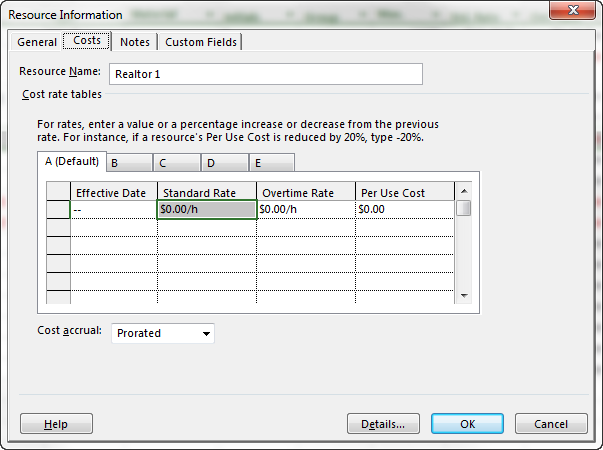 Resource Information
General Costs Notes Custom Fields
Resource Name: Realtor 1
Cost rate tables
For rates, enter a value or a percentage increase or decrease from the previous
rate. For instance, if a resource's Per Use Cost is reduced by 20%, type -20%.
A (Default) B C D E
Effective Date Standard Rate Overtime Rate Per Use Cost
-- $0.00/h $0.00/h $0.00
Cost accrual: Prorated
Help Details... OK Cancel